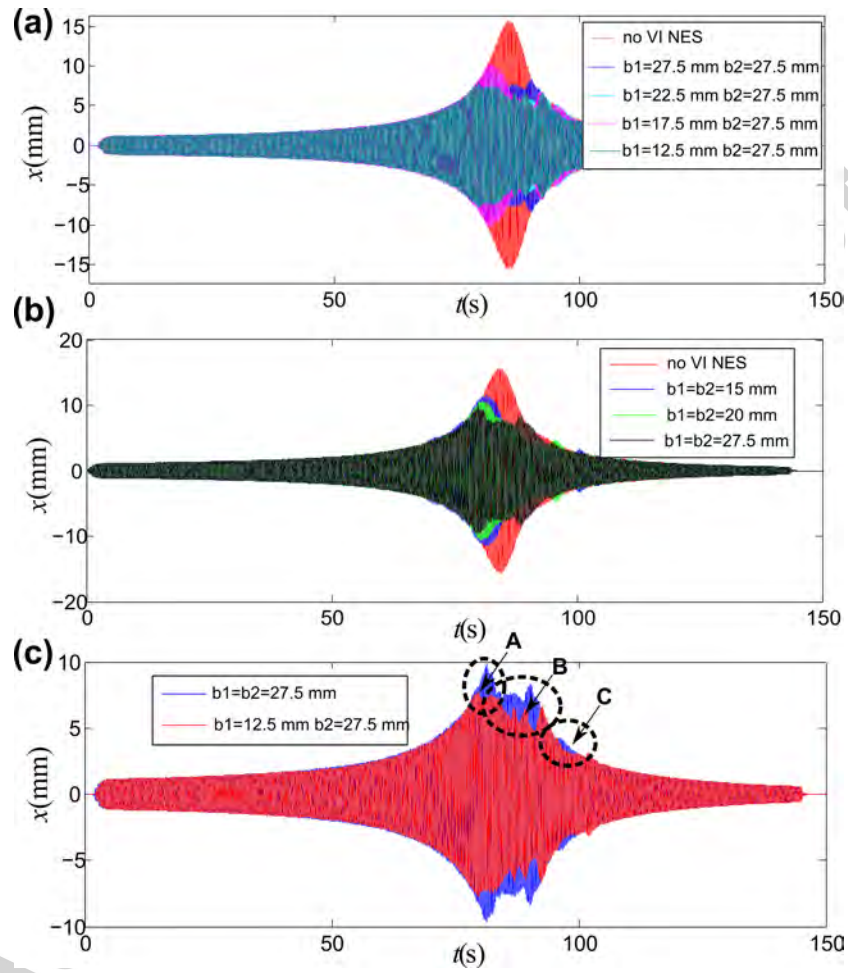 (a)
15
10
5
0
−5
−10
−15
x(mm)
no VI NES
b1=27.5 mm b2=27.5 mm
b1=22.5 mm b2=27.5 mm
b1=17.5 mm b2=27.5 mm
b1=12.5 mm b2=27.5 mm
0
50
100
150
t(s)
(b)
20
10
0
−10
−20
x(mm)
no VI NES
b1=b2=15 mm
b1=b2=20 mm
b1=b2=27.5 mm
0
50
100
150
t(s)
(c)
10
5
0
−5
−10
x(mm)
b1=b2=27.5 mm
b1=12.5 mm b2=27.5 mm
A
B
C
0
50
100
150
t(s)